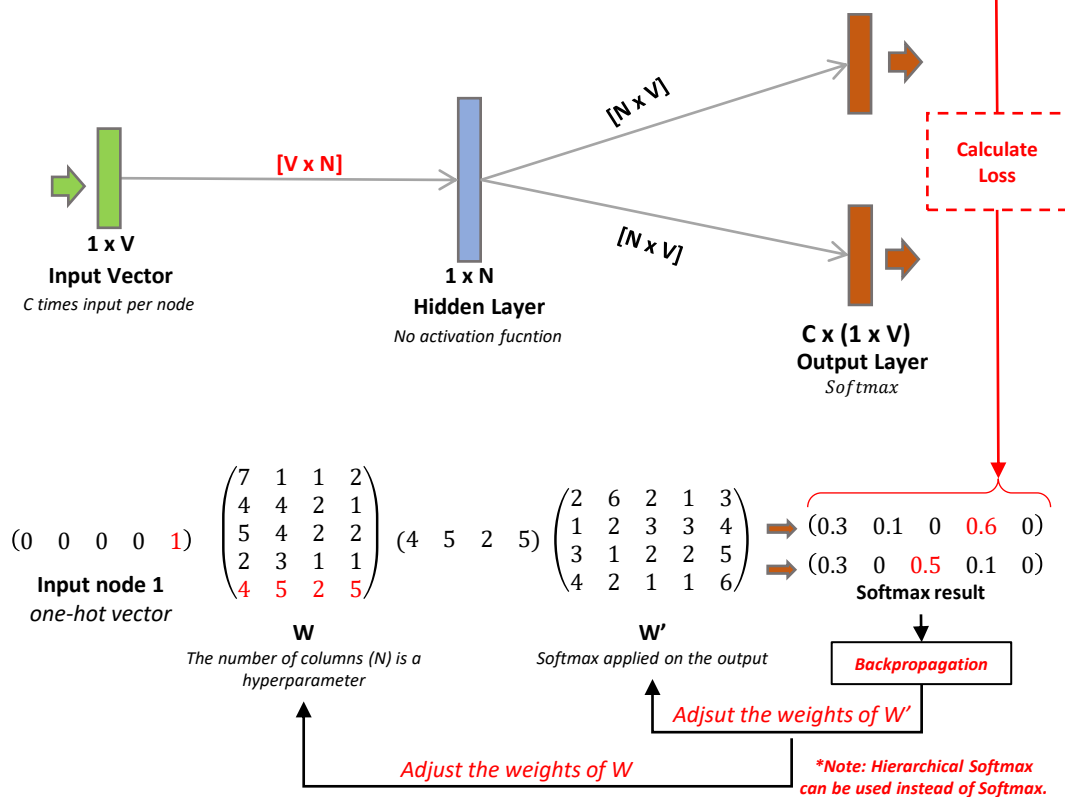 [N x V]
[V x N]
Calculate
Loss
[N x V]
1 x V
Input Vector
C times input per node
1 x N
Hidden Layer
No activation fucntion
C x (1 x V)
Output Layer
Softmax
7 1 1 2
4 4 2 1
5 4 2 2
2 3 1 1
4 5 2 5
(0 0 0 0 1)
(4 5 2 5)
2 6 2 1 3
1 2 3 3 4
3 1 2 2 5
4 2 1 1 6
(0.3 0.1 0 0.6 0)
(0.3 0 0.5 0.1 0)
Input node 1
one-hot vector
Softmax result
W
The number of columns (N) is a
hyperparameter
W'
Softmax applied on the output
Backpropagation
Adjsut the weights of W'
Adjust the weights of W
*Note: Hierarchical Softmax
can be used instead of Softmax.